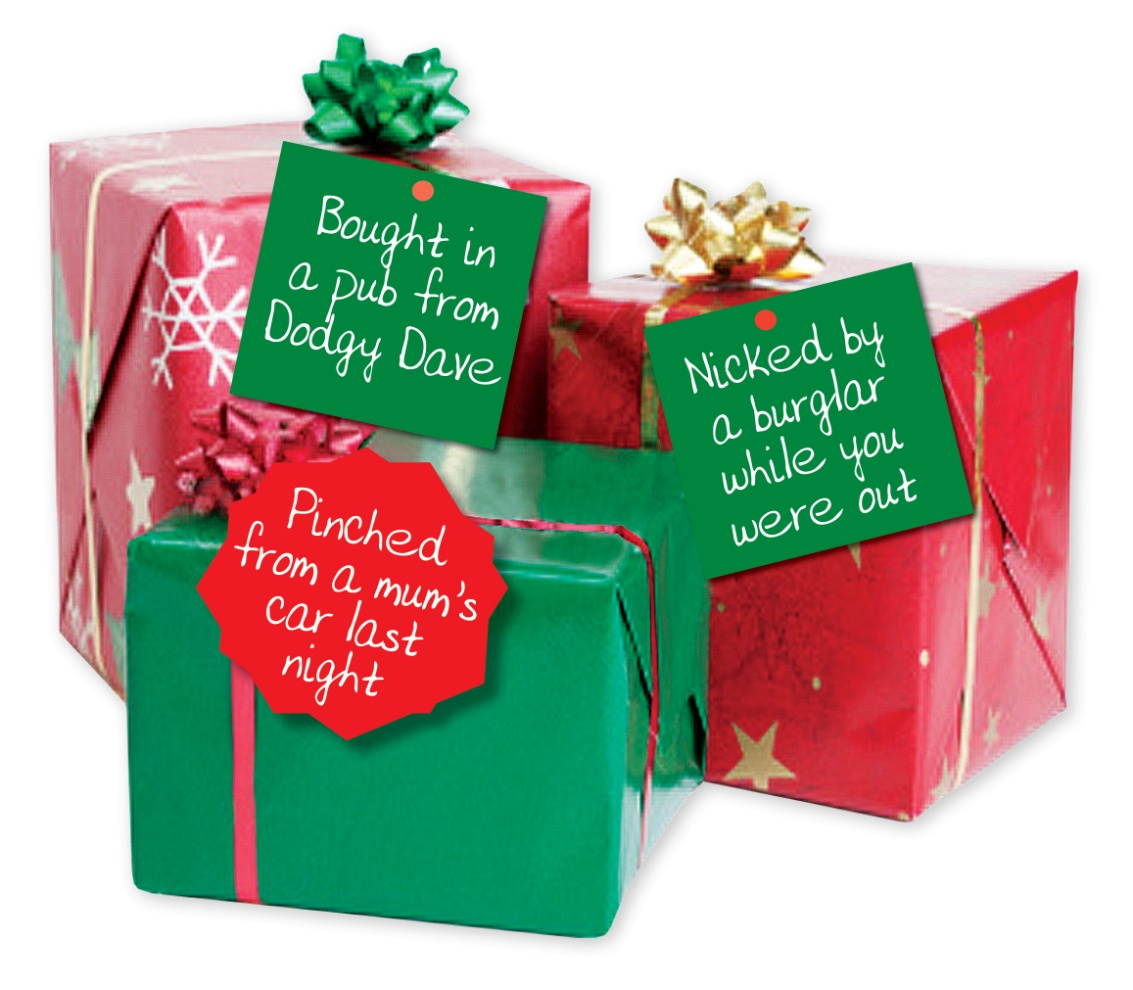 Bought in
a pub from
Dodgy Dave
Nicked by
a burglar
while you
were out
Pinched
from a mum's
car last
night